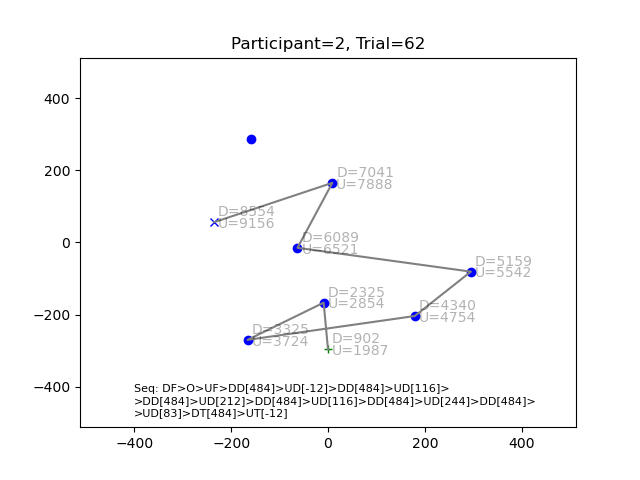 Participant=2, Trial=62
400
200
0
−200
−400
−400
−200
0
200
400
D=7041
U=7888
D=8554
U=9156
D=6089
U=6521
D=5159
U=5542
D=2325
U=2854
D=4340
U=4754
D=3325
U=3724
D=902
U=1987
Seq: DF>O>UF>DD[484]>UD[-12]>DD[484]>UD[116]>
>DD[484]>UD[212]>DD[484]>UD[116]>DD[484]>UD[244]>DD[484]>
>UD[83]>DT[484]>UT[-12]